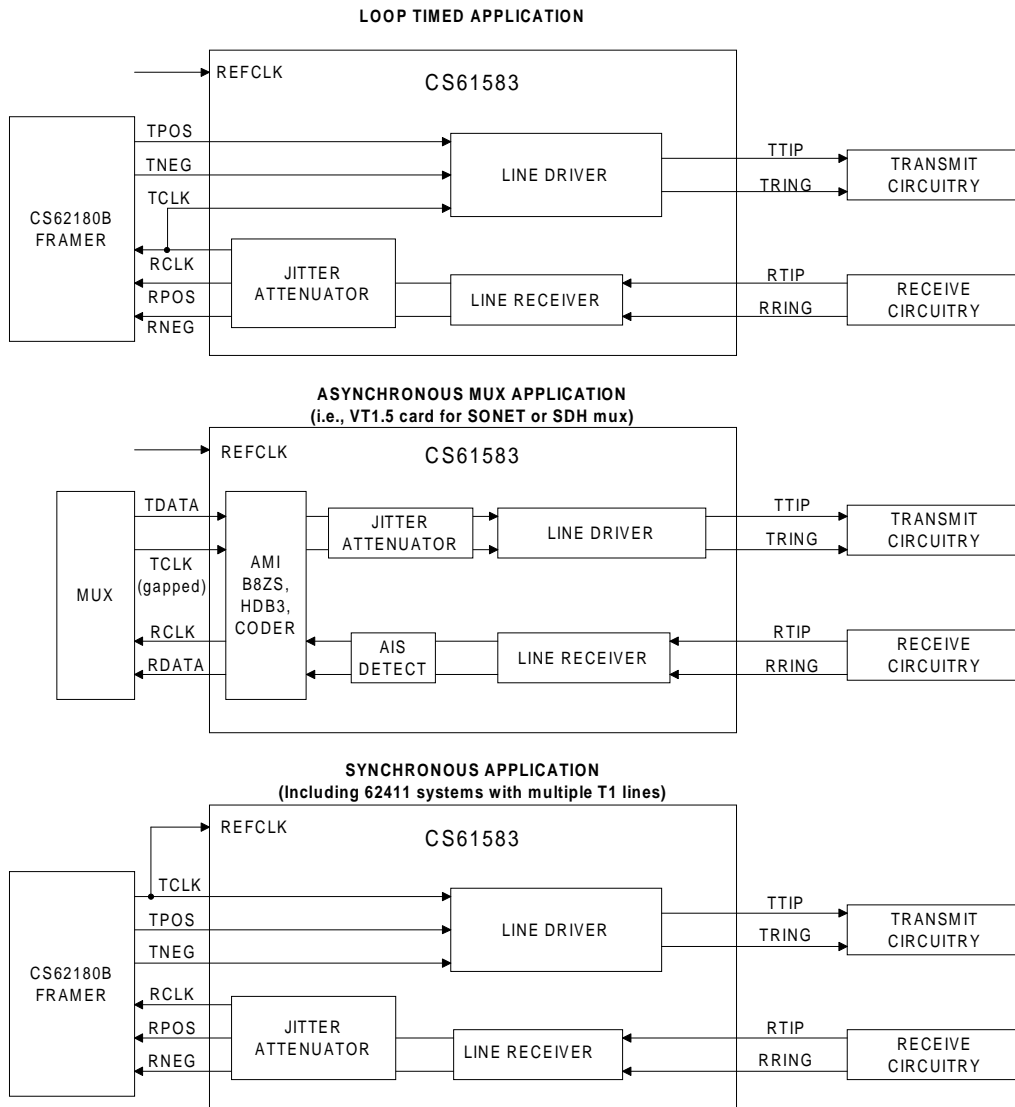 LOOP TIMED APPLICATION
REFCLK
CS61583
CS62180B
FRAMER
TPOS
TNEG
TCLK
RCLK
RPOS
RNEG
LINE DRIVER
JITTER
ATTENUATOR
LINE RECEIVER
TTIP
TRING
RTIP
RRING
TRANSMIT
CIRCUITRY
RECEIVE
CIRCUITRY
ASYNCHRONOUS MUX APPLICATION
(i.e., VT1.5 card for SONET or SDH mux)
REFCLK
CS61583
MUX
TDATA
TCLK
(gapped)
RCLK
RDATA
AMI
B8ZS,
HDB3,
CODER
JITTER
ATTENUATOR
LINE DRIVER
AIS
DETECT
LINE RECEIVER
TTIP
TRING
RTIP
RRING
TRANSMIT
CIRCUITRY
RECEIVE
CIRCUITRY
SYNCHRONOUS APPLICATION
(Including 62411 systems with multiple T1 lines)
REFCLK
CS61583
CS62180B
FRAMER
TCLK
TPOS
TNEG
RCLK
RPOS
RNEG
LINE DRIVER
JITTER
ATTENUATOR
LINE RECEIVER
TTIP
TRING
RTIP
RRING
TRANSMIT
CIRCUITRY
RECEIVE
CIRCUITRY